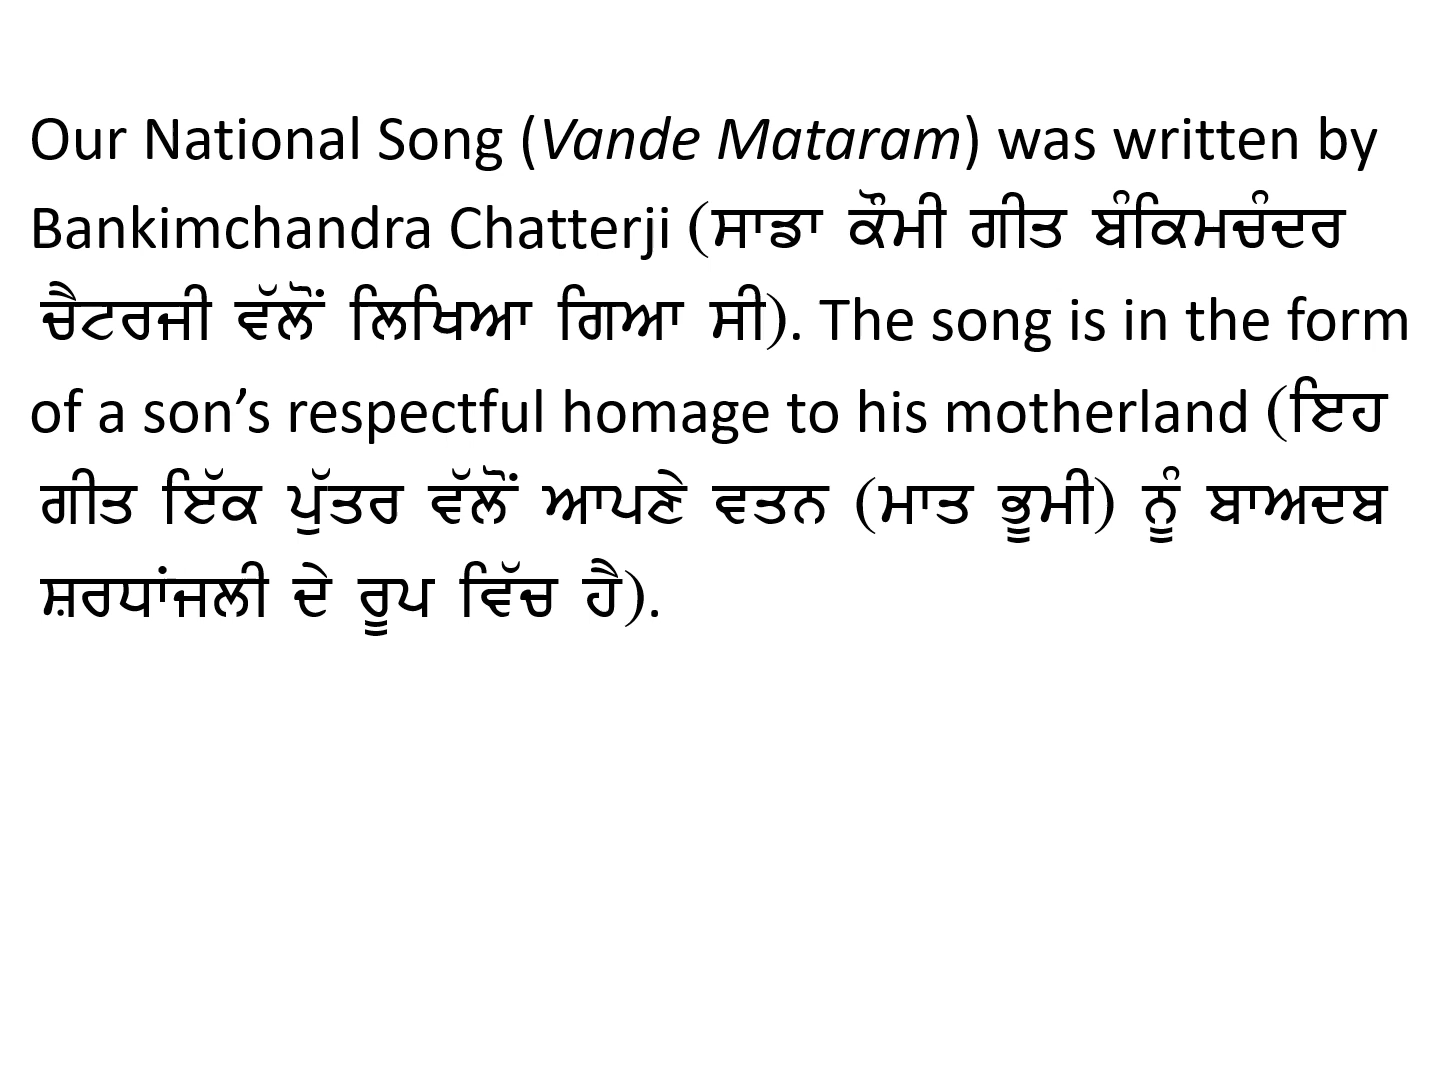 Our National Song (Vande Mataram) was written by
Bankimchandra Chatterji (ਸਾਡਾ ਕੌਮੀ ਗੀਤ ਬੰਕਿਮਚੰਦਰ
ਚੈਟਰਜੀ ਵੱਲੋਂ ਲਿਖਿਆ ਗਿਆ ਸੀ). The song is in the form
of a son’s respectful homage to his motherland (ਇਹ
ਗੀਤ ਇੱਕ ਪੁੱਤਰ ਵੱਲੋਂ ਆਪਣੇ ਵਤਨ (ਮਾਤ ਭੂਮੀ) ਨੂੰ ਬਾਅਦਬ
ਸ਼ਰਧਾਂਜਲੀ ਦੇ ਰੂਪ ਵਿੱਚ ਹੈ).